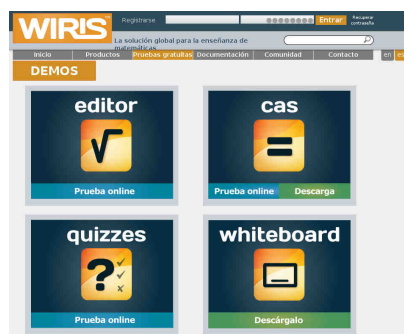 WIRIS
Registrarse
Entrar
Recuperar
contraseña
La solución global para la enseñanza de
matemáticas
Inicio Productos Pruebas gratuitas Documentación Comunidad Contacto en es
DEMOS
editor
Prueba online
cas
Prueba online Descarga
quizzes
Prueba online
whiteboard
Descárgalo